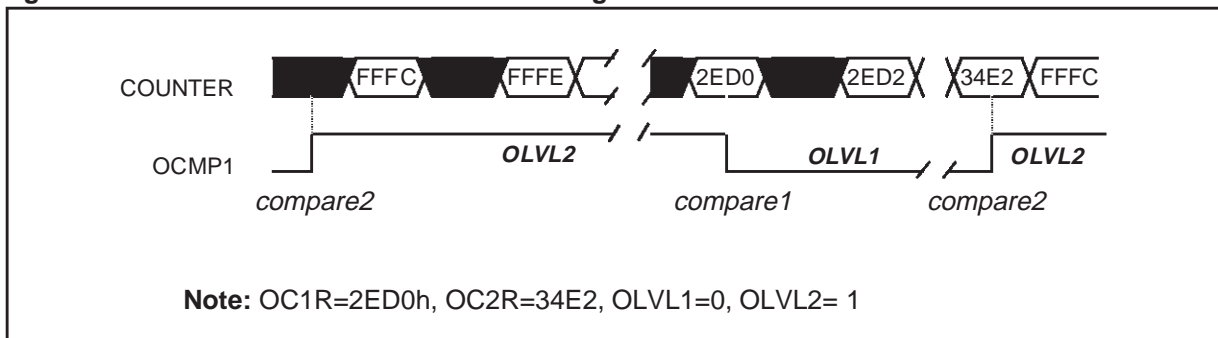 COUNTER FFFC FFFE 2ED0 2ED2 34E2 FFFC
OCMP1 OLVL2 OLVL1 OLVL2
compare2 compare1 compare2
Note: OC1R=2ED0h, OC2R=34E2, OLVL1=0, OLVL2= 1